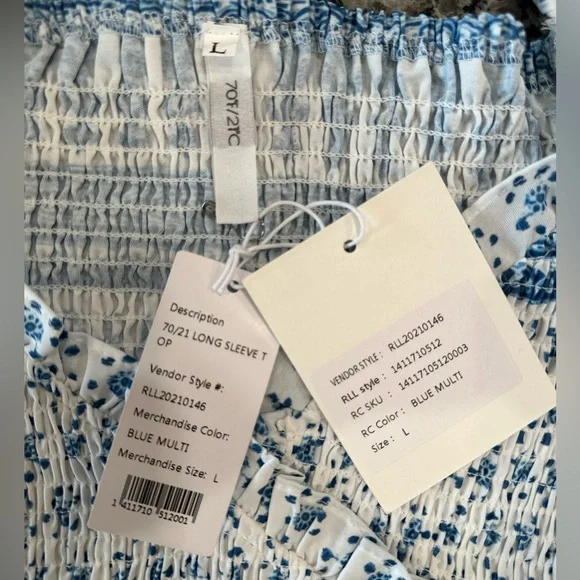 L
70/21C
Description
70/21 LONG SLEEVE T
OP
Vendor Style #:
RLL20210146
Merchandise Color:
BLUE MULTI
Merchandise Size: L
1 411710 512001
VENDOR STYLE: RLL20210146
RLL style: 1411710512
RC SKU: 14117105120003
RC Color: BLUE MULTI
Size: L